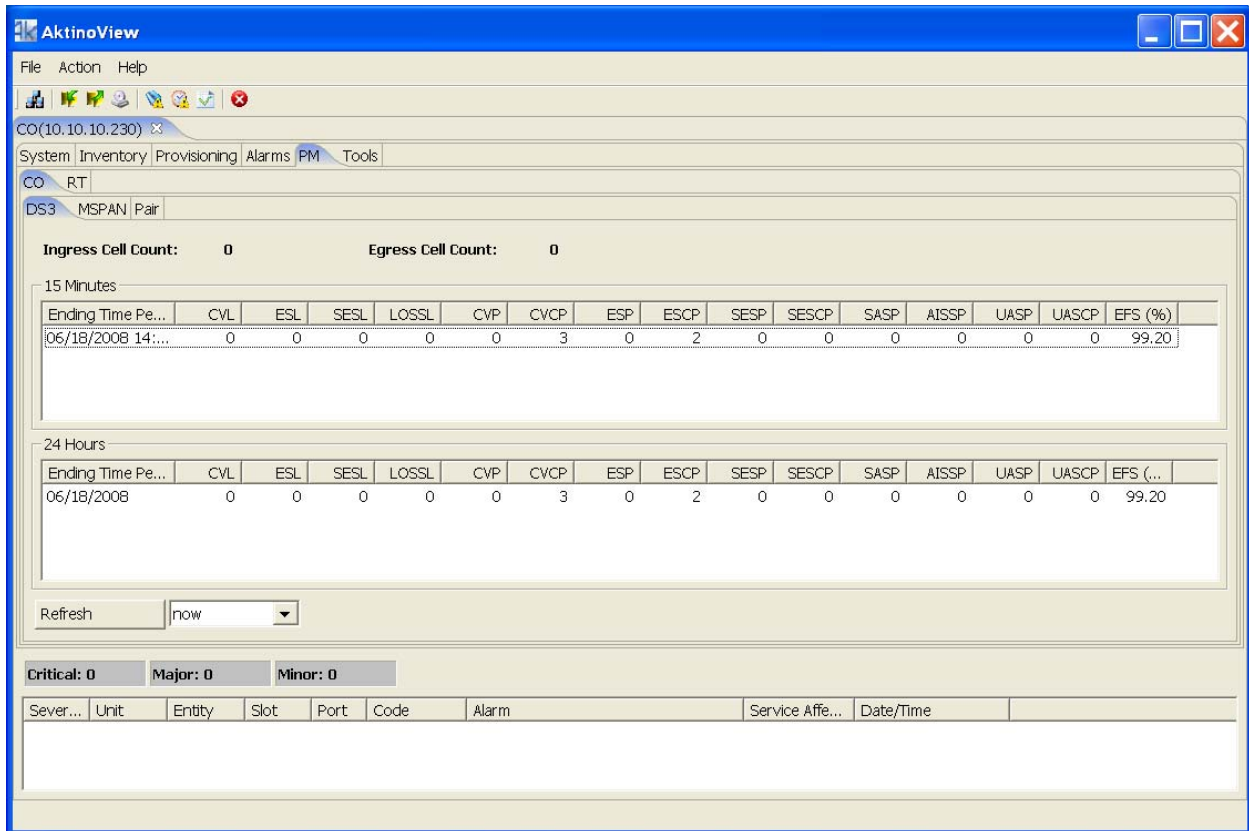 AktinoView
File Action Help
CO(10.10.10.230)
System Inventory Provisioning Alarms PM Tools
CO RT
DS3 MSPAN Pair
Ingress Cell Count: 0 Egress Cell Count: 0
15 Minutes
Ending Time Pe... CVL ESL SESL LOSSL CVP CVCP ESP ESCP SESP SESCP SASP AISSP UASP UASCP EFS (%)
06/18/2008 14:... 0 0 0 0 0 3 0 2 0 0 0 0 0 0 99.20
24 Hours
Ending Time Pe... CVL ESL SESL LOSSL CVP CVCP ESP ESCP SESP SESCP SASP AISSP UASP UASCP EFS (...
06/18/2008 0 0 0 0 0 3 0 2 0 0 0 0 0 0 99.20
Refresh now
Critical: 0 Major: 0 Minor: 0
Sever... Unit Entity Slot Port Code Alarm Service Affe... Date/Time